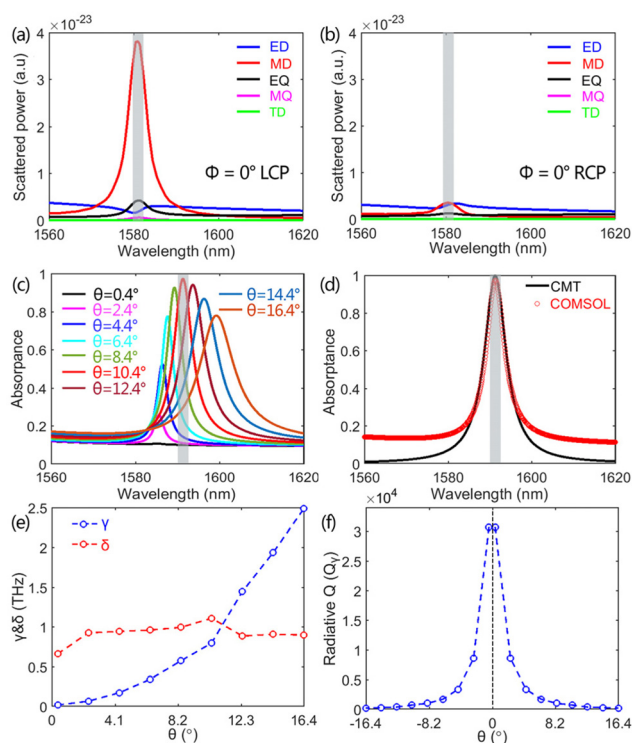 (a)
×10-23
Scattered power (a.u)
4
3
2
1
0
ED
MD
EQ
MQ
TD
Φ = 0° LCP
1560 1580 1600 1620
Wavelength (nm)
(b)
×10-23
Scattered power (a.u.)
4
3
2
1
0
ED
MD
EQ
MQ
TD
Φ = 0° RCP
1560 1580 1600 1620
Wavelength (nm)
(c)
Absorpance
1
0.8
0.6
0.4
0.2
0
θ=0.4° θ=14.4°
θ=2.4° θ=16.4°
θ=4.4°
θ=6.4°
θ=8.4°
θ=10.4°
θ=12.4°
1560 1580 1600 1620
Wavelength (nm)
(d)
Absorptance
1
0.8
0.6
0.4
0.2
0
CMT
COMSOL
1560 1580 1600 1620
Wavelength (nm)
(e)
γ&δ (THz)
2.5
2
1.5
1
0.5
0
γ
δ
0 4.1 8.2 12.3 16.4
θ (°)
(f)
×10⁴
Radiative Q (Qγ)
3
2.5
2
1.5
1
0.5
0
-16.4 -8.2 0 8.2 16.4
θ (°)